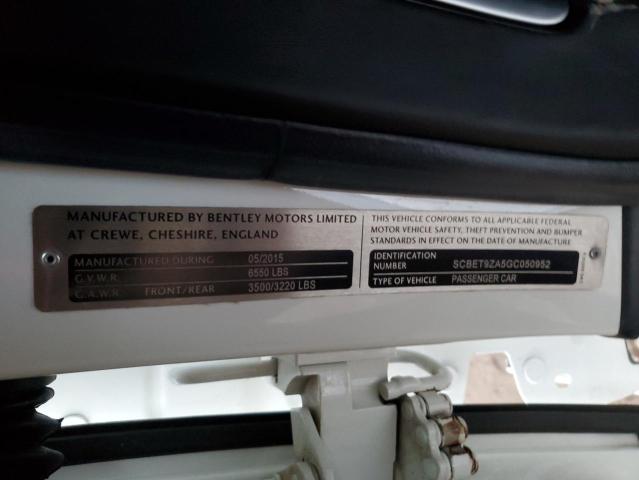 MANUFACTURED BY BENTLEY MOTORS LIMITED
AT CREWE, CHESHIRE, ENGLAND
MANUFACTURED DURING 05/2015
G.V.W.R. 6550 LBS
G.A.W.R. FRONT/REAR 3500/3220 LBS
THIS VEHICLE CONFORMS TO ALL APPLICABLE FEDERAL
MOTOR VEHICLE SAFETY, THEFT PREVENTION AND BUMPER
STANDARDS IN EFFECT ON THE DATE OF MANUFACTURE
IDENTIFICATION
NUMBER SCBET9ZA5GC050952
TYPE OF VEHICLE PASSENGER CAR